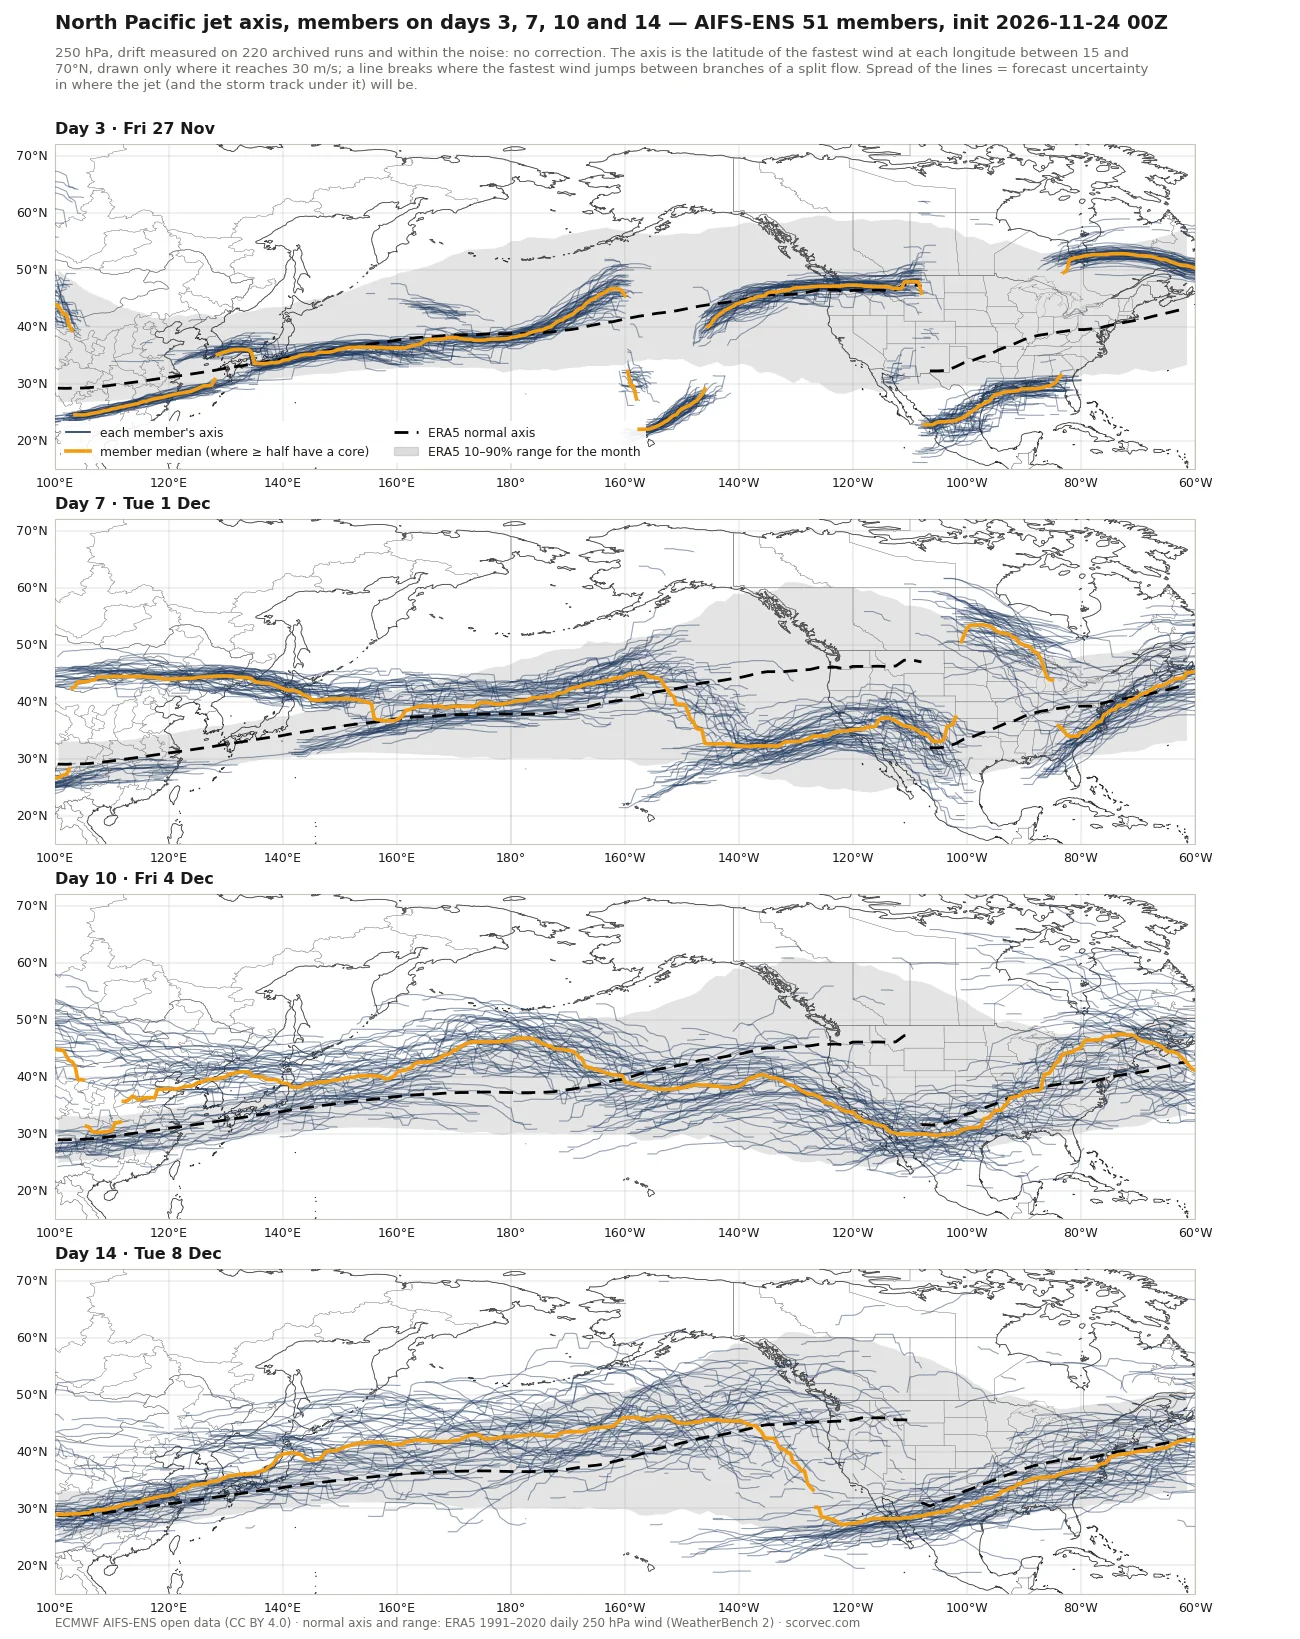 North Pacific jet axis, members on days 3, 7, 10 and 14 — AIFS-ENS 51 members, init 2026-11-24 00Z
250 hPa, drift measured on 220 archived runs and within the noise: no correction. The axis is the latitude of the fastest wind at each longitude between 15 and
70°N, drawn only where it reaches 30 m/s; a line breaks where the fastest wind jumps between branches of a split flow. Spread of the lines = forecast uncertainty
in where the jet (and the storm track under it) will be.
Day 3 · Fri 27 Nov
70°N
60°N
50°N
40°N
30°N
20°N
each member's axis
member median (where ≥ half have a core)
ERA5 normal axis
ERA5 10–90% range for the month
100°E 120°E 140°E 160°E 180° 160°W 140°W 120°W 100°W 80°W 60°W
Day 7 · Tue 1 Dec
70°N
60°N
50°N
40°N
30°N
20°N
100°E 120°E 140°E 160°E 180° 160°W 140°W 120°W 100°W 80°W 60°W
Day 10 · Fri 4 Dec
70°N
60°N
50°N
40°N
30°N
20°N
100°E 120°E 140°E 160°E 180° 160°W 140°W 120°W 100°W 80°W 60°W
Day 14 · Tue 8 Dec
70°N
60°N
50°N
40°N
30°N
20°N
100°E 120°E 140°E 160°E 180° 160°W 140°W 120°W 100°W 80°W 60°W
ECMWF AIFS-ENS open data (CC BY 4.0) · normal axis and range: ERA5 1991–2020 daily 250 hPa wind (WeatherBench 2) · scorvec.com